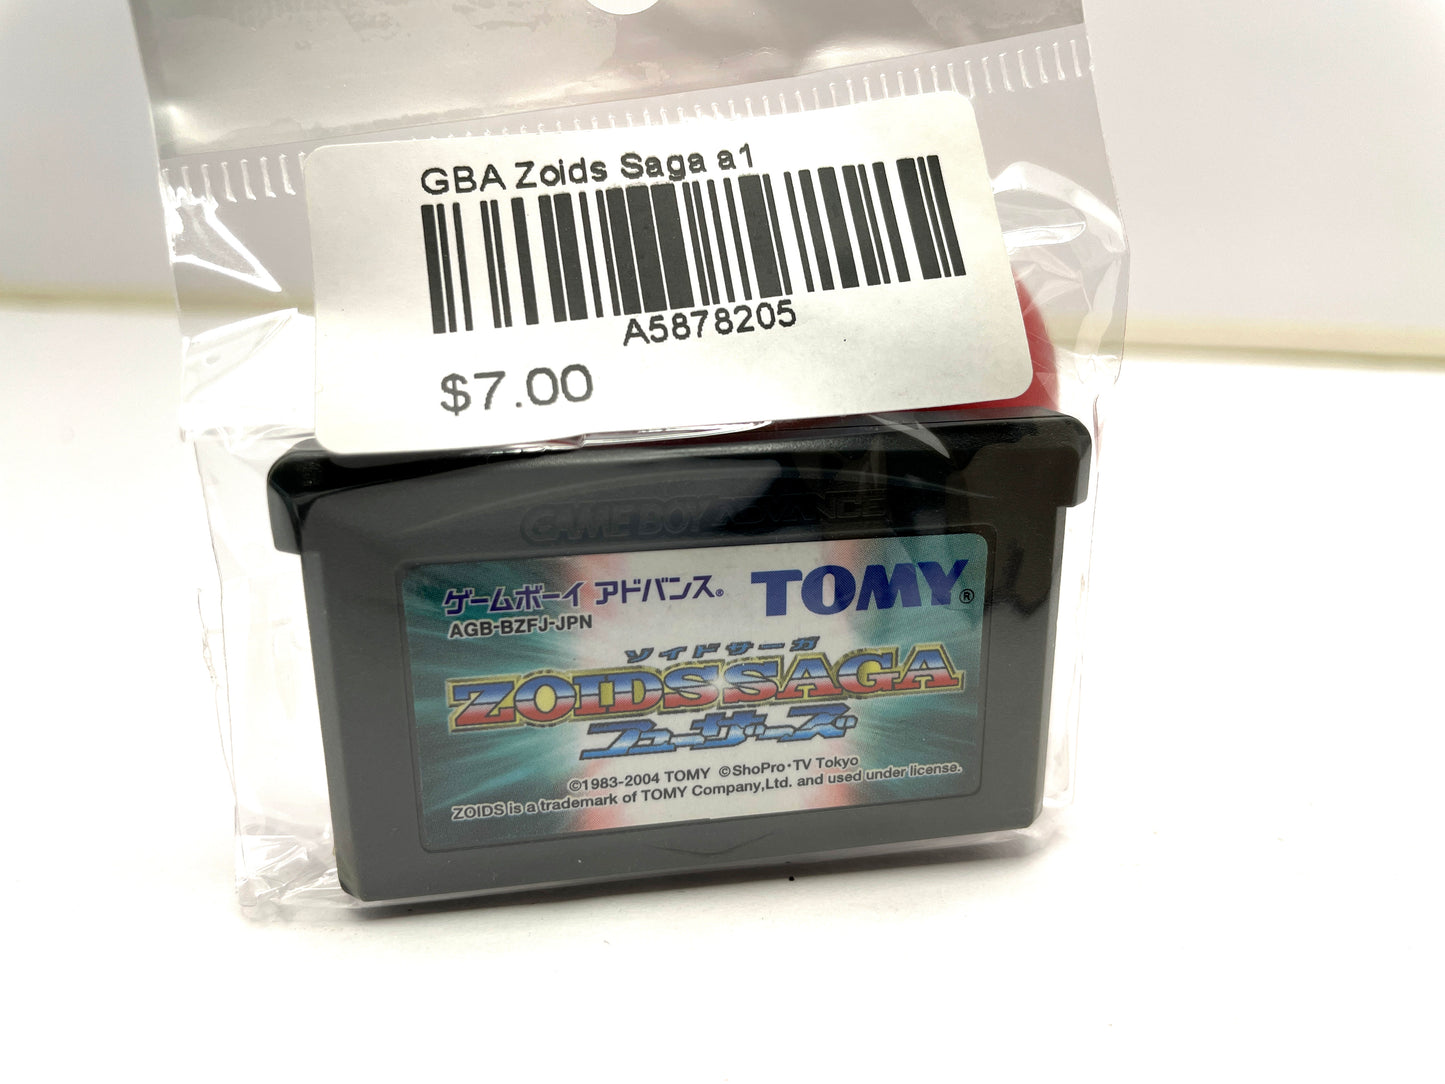 GBA Zoids Saga a1
A5878205
$7.00
GAME BOY ADVANCE
ゲームボーイ アドバンス®
TOMY®
AGB-BZFJ-JPN
ゾイドサーガ
ZOIDS SAGA
フューザーズ
©1983-2004 TOMY ©ShoPro・TV Tokyo
ZOIDS is a trademark of TOMY Company,Ltd. and used under license.